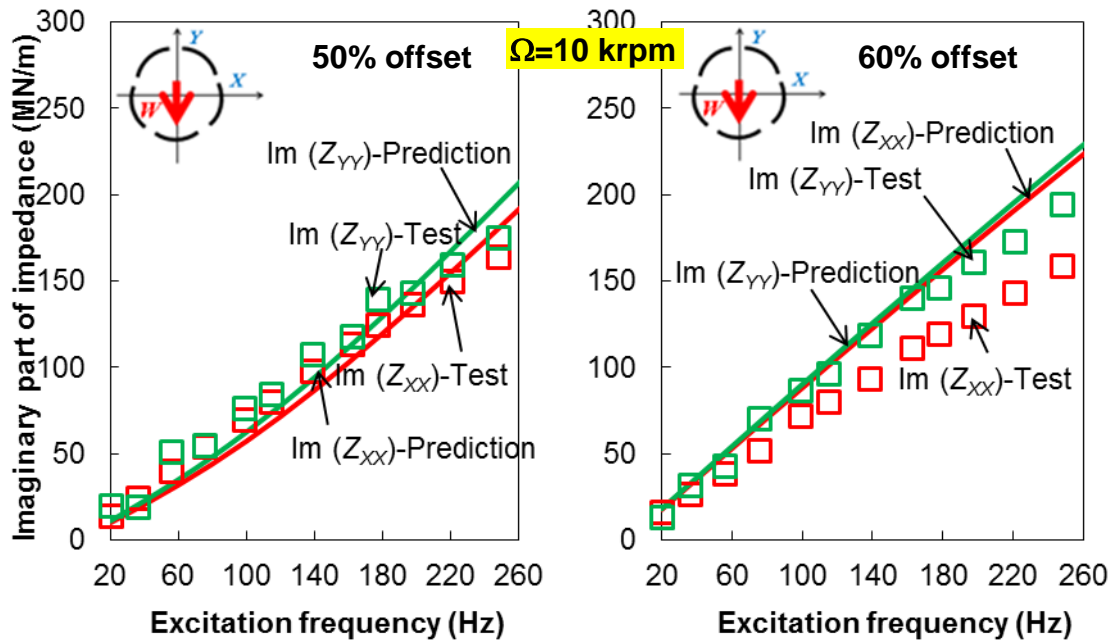 Ω=10 krpm
Imaginary part of impedance (MN/m)
50% offset
Y
X
W
300
250
200
150
100
50
0
Im (ZYY)-Prediction
Im (ZYY)-Test
Im (ZXX)-Test
Im (ZXX)-Prediction
20 60 100 140 180 220 260
Excitation frequency (Hz)
60% offset
Y
X
W
300
250
200
150
100
50
0
Im (ZXX)-Prediction
Im (ZYY)-Test
Im (ZYY)-Prediction
Im (ZXX)-Test
20 60 100 140 180 220 260
Excitation frequency (Hz)